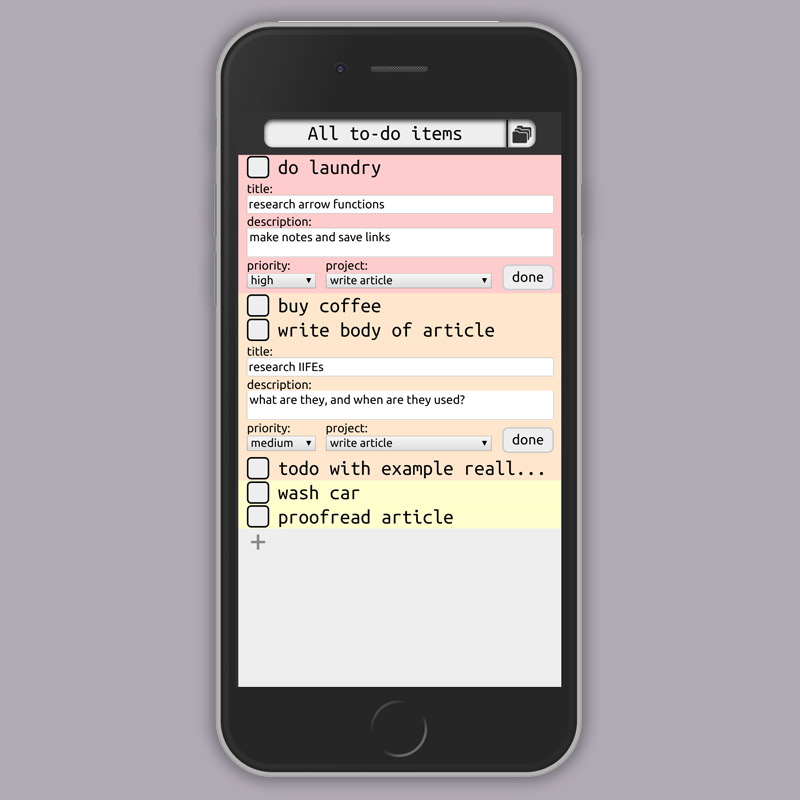 All to-do items
do laundry
title:
research arrow functions
description:
make notes and save links
priority: project:
high write article done
buy coffee
write body of article
title:
research IIFEs
description:
what are they, and when are they used?
priority: project:
medium write article done
todo with example reall...
wash car
proofread article
+